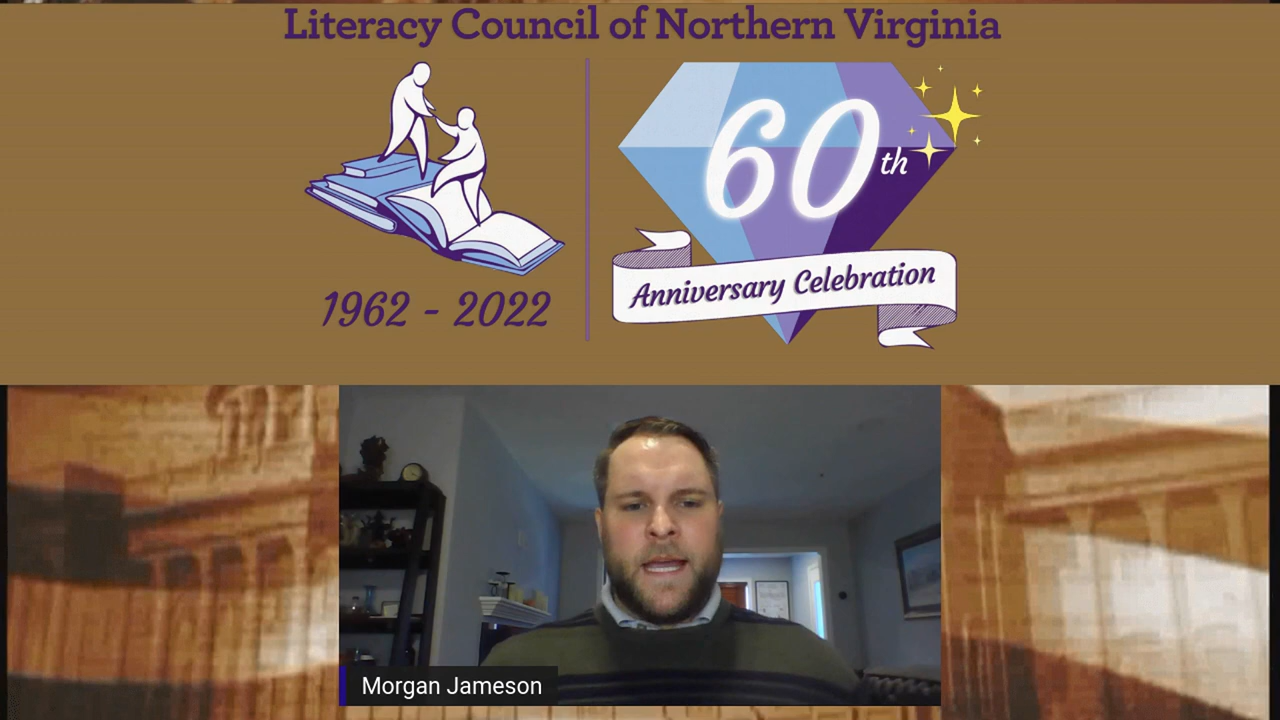 Literacy Council of Northern Virginia
1962 - 2022
60th
Anniversary Celebration
Morgan Jameson